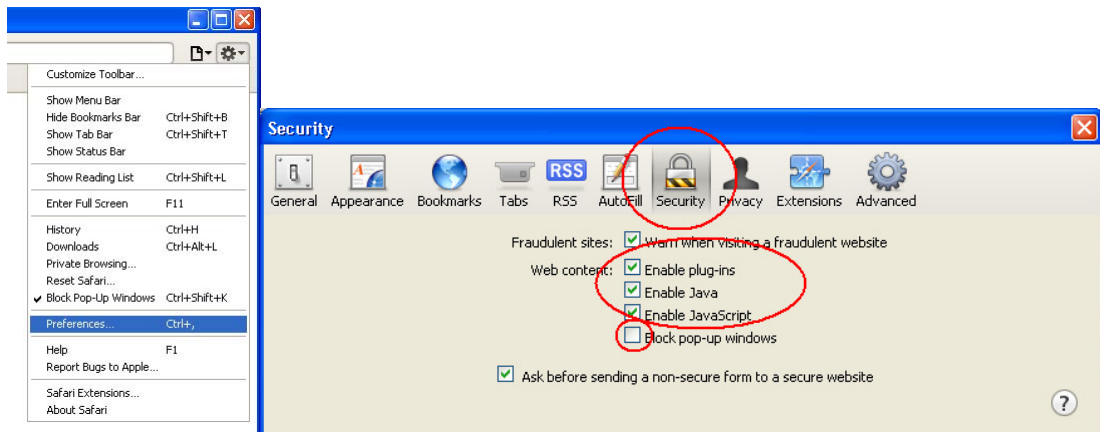 Customize Toolbar...
Show Menu Bar
Hide Bookmarks Bar Ctrl+Shift+B
Show Tab Bar Ctrl+Shift+T
Show Status Bar
Show Reading List Ctrl+Shift+L
Enter Full Screen F11
History Ctrl+H
Downloads Ctrl+Alt+L
Private Browsing...
Reset Safari...
Block Pop-Up Windows Ctrl+Shift+K
Preferences... Ctrl+,
Help F1
Report Bugs to Apple...
Safari Extensions...
About Safari
Security
RSS
General Appearance Bookmarks Tabs RSS AutoFill Security Privacy Extensions Advanced
Fraudulent sites: Warn when visiting a fraudulent website
Web content: Enable plug-ins
Enable Java
Enable JavaScript
Block pop-up windows
Ask before sending a non-secure form to a secure website
?